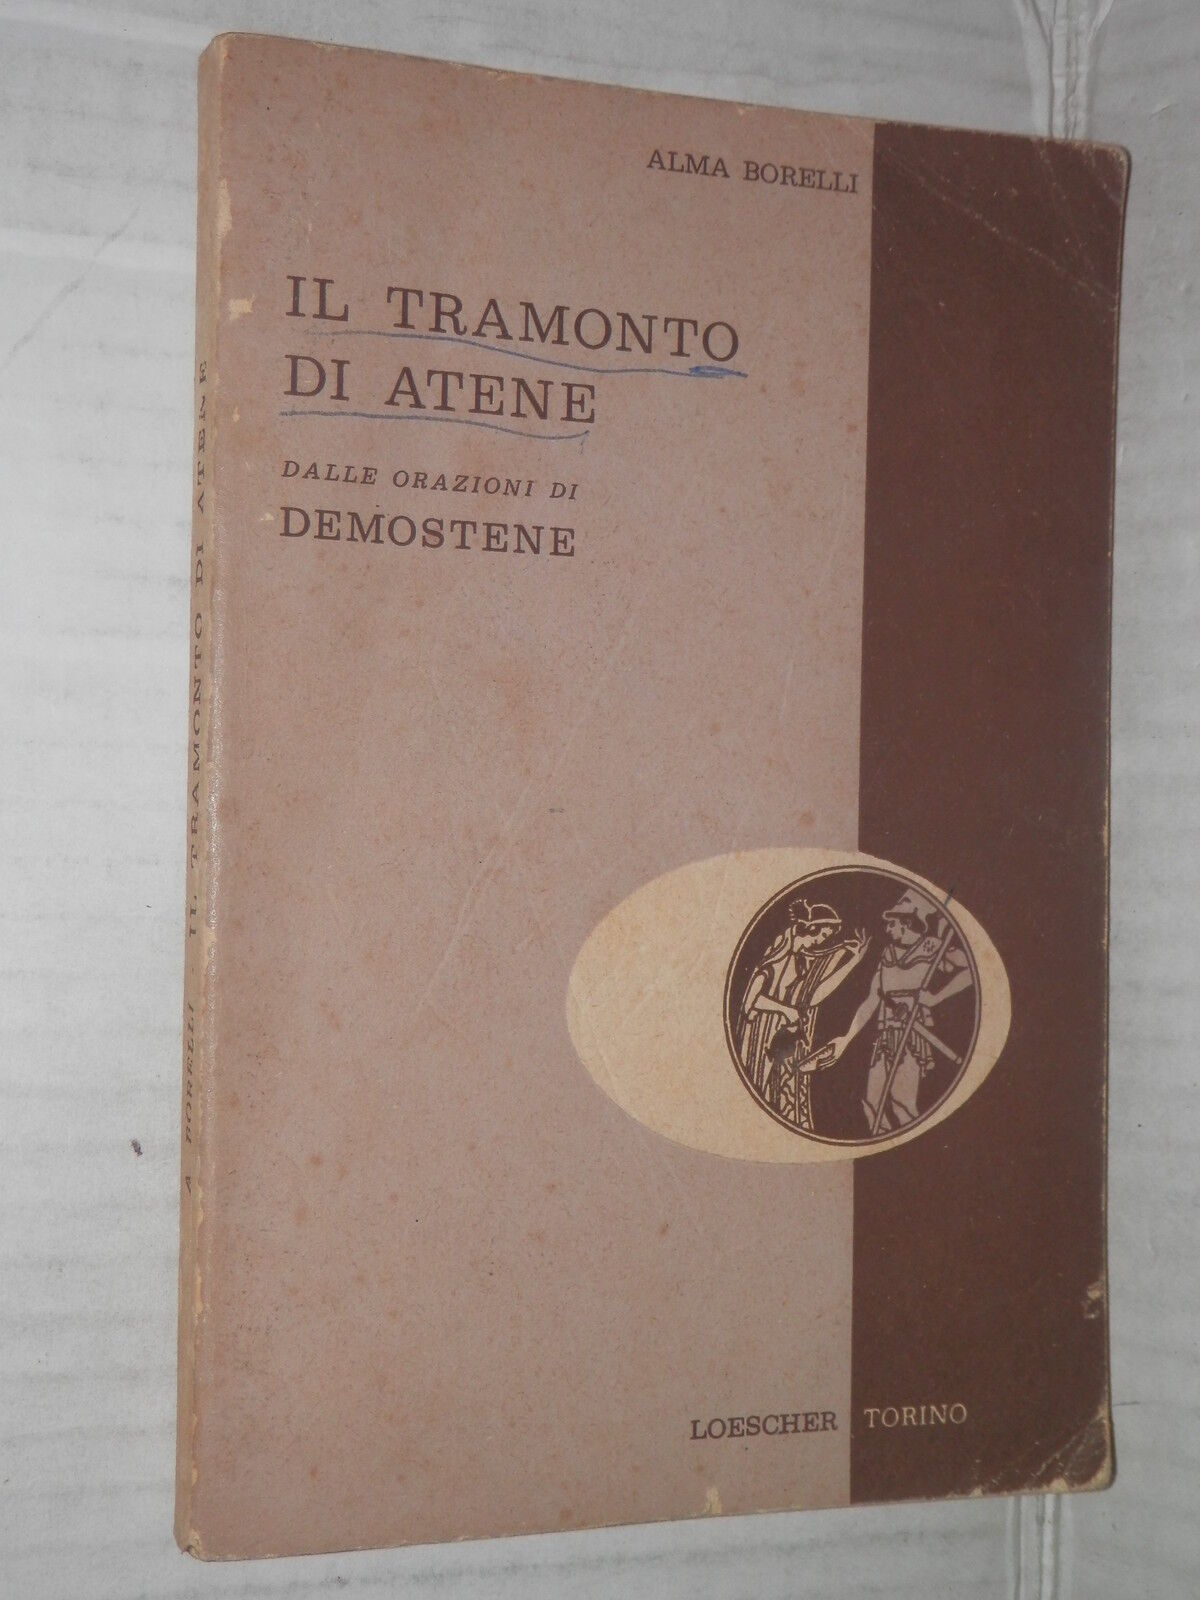 ALMA BORELLI
IL TRAMONTO
DI ATENE
DALLE ORAZIONI DI
DEMOSTENE
LOESCHER TORINO
A BORELLI - IL TRAMONTO DI ATENE